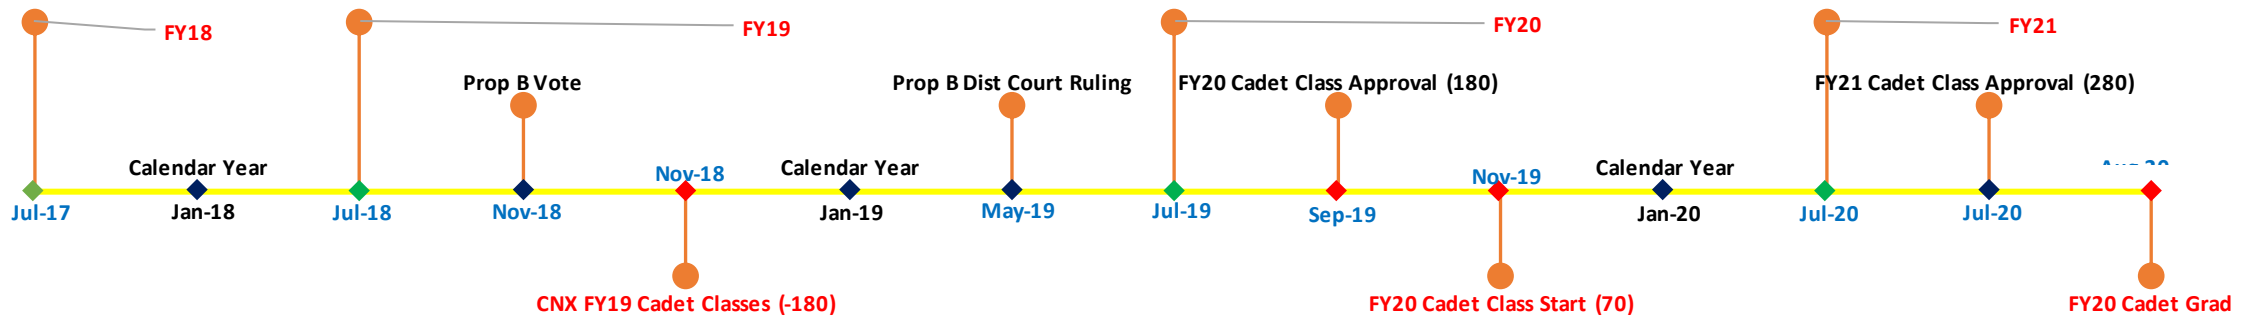 FY18
FY19
FY20
FY21
Prop B Vote
Prop B Dist Court Ruling
FY20 Cadet Class Approval (180)
FY21 Cadet Class Approval (280)
Calendar Year
Nov-18
Calendar Year
Nov-19
Calendar Year
Jul-17
Jan-18
Jul-18
Nov-18
Jan-19
May-19
Jul-19
Sep-19
Jan-20
Jul-20
Jul-20
CNX FY19 Cadet Classes (-180)
FY20 Cadet Class Start (70)
FY20 Cadet Grad